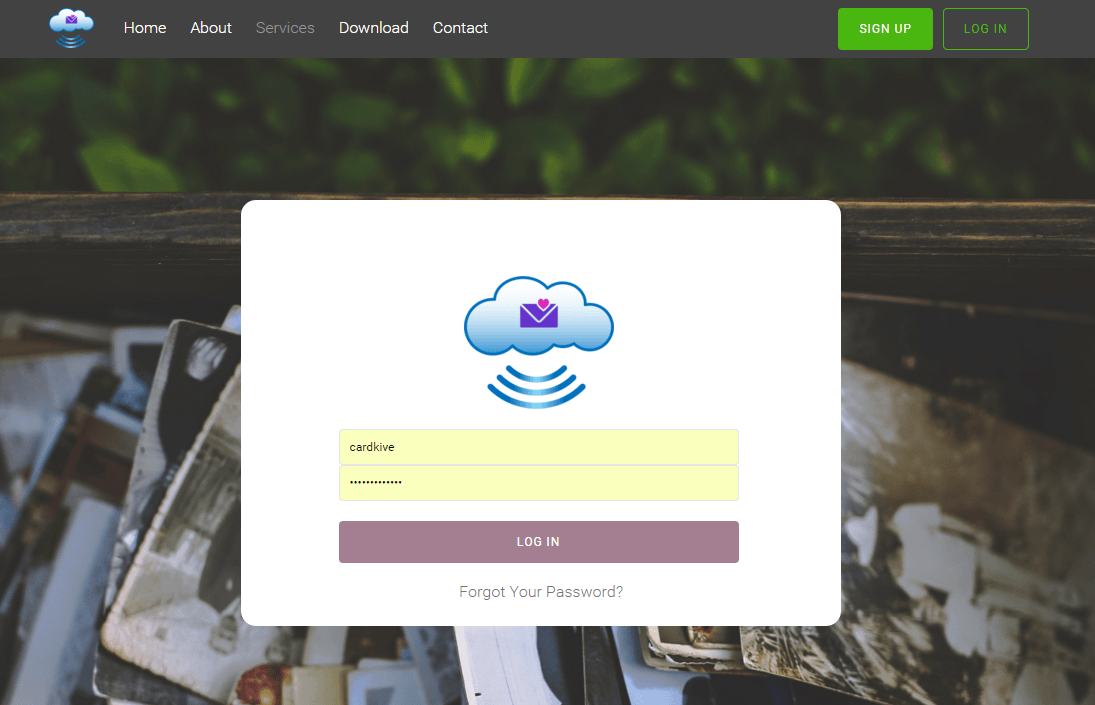 Home About Services Download Contact SIGN UP LOG IN
cardkive
•••••••••••••
LOG IN
Forgot Your Password?